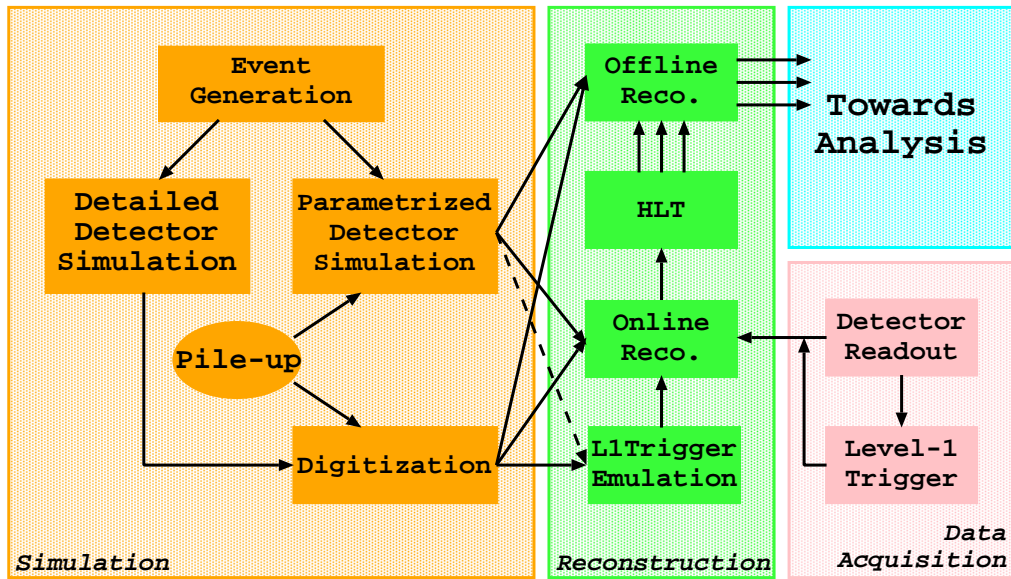 Event
Generation
Detailed
Detector
Simulation
Parametrized
Detector
Simulation
Pile-up
Digitization
Simulation
Offline
Reco.
HLT
Online
Reco.
L1Trigger
Emulation
Reconstruction
Towards
Analysis
Detector
Readout
Level-1
Trigger
Data
Acquisition